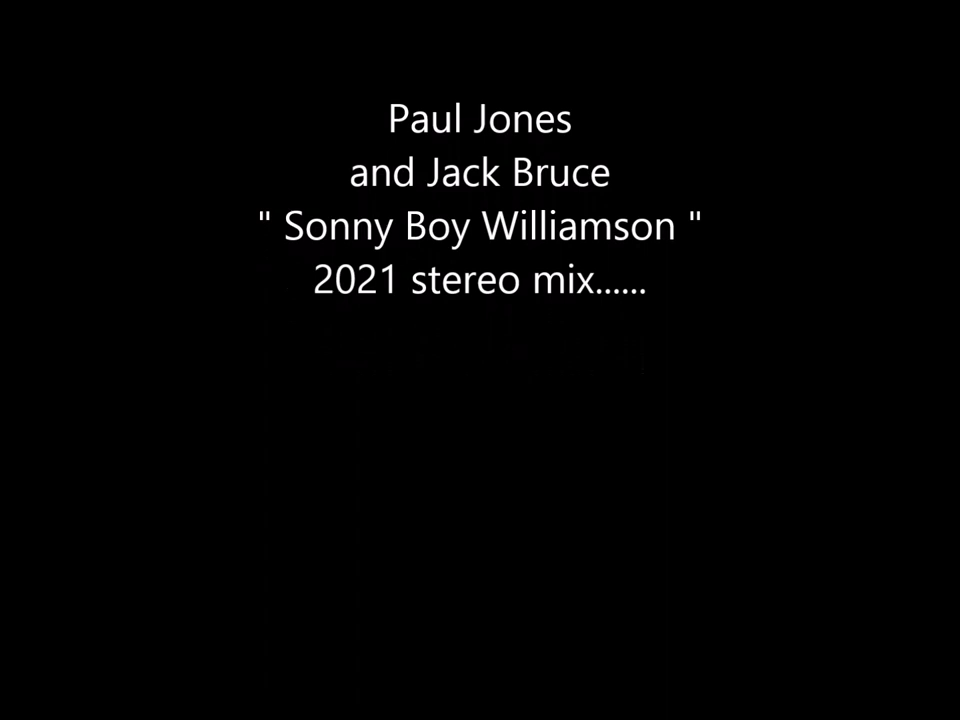 Paul Jones
and Jack Bruce
" Sonny Boy Williamson "
2021 stereo mix......